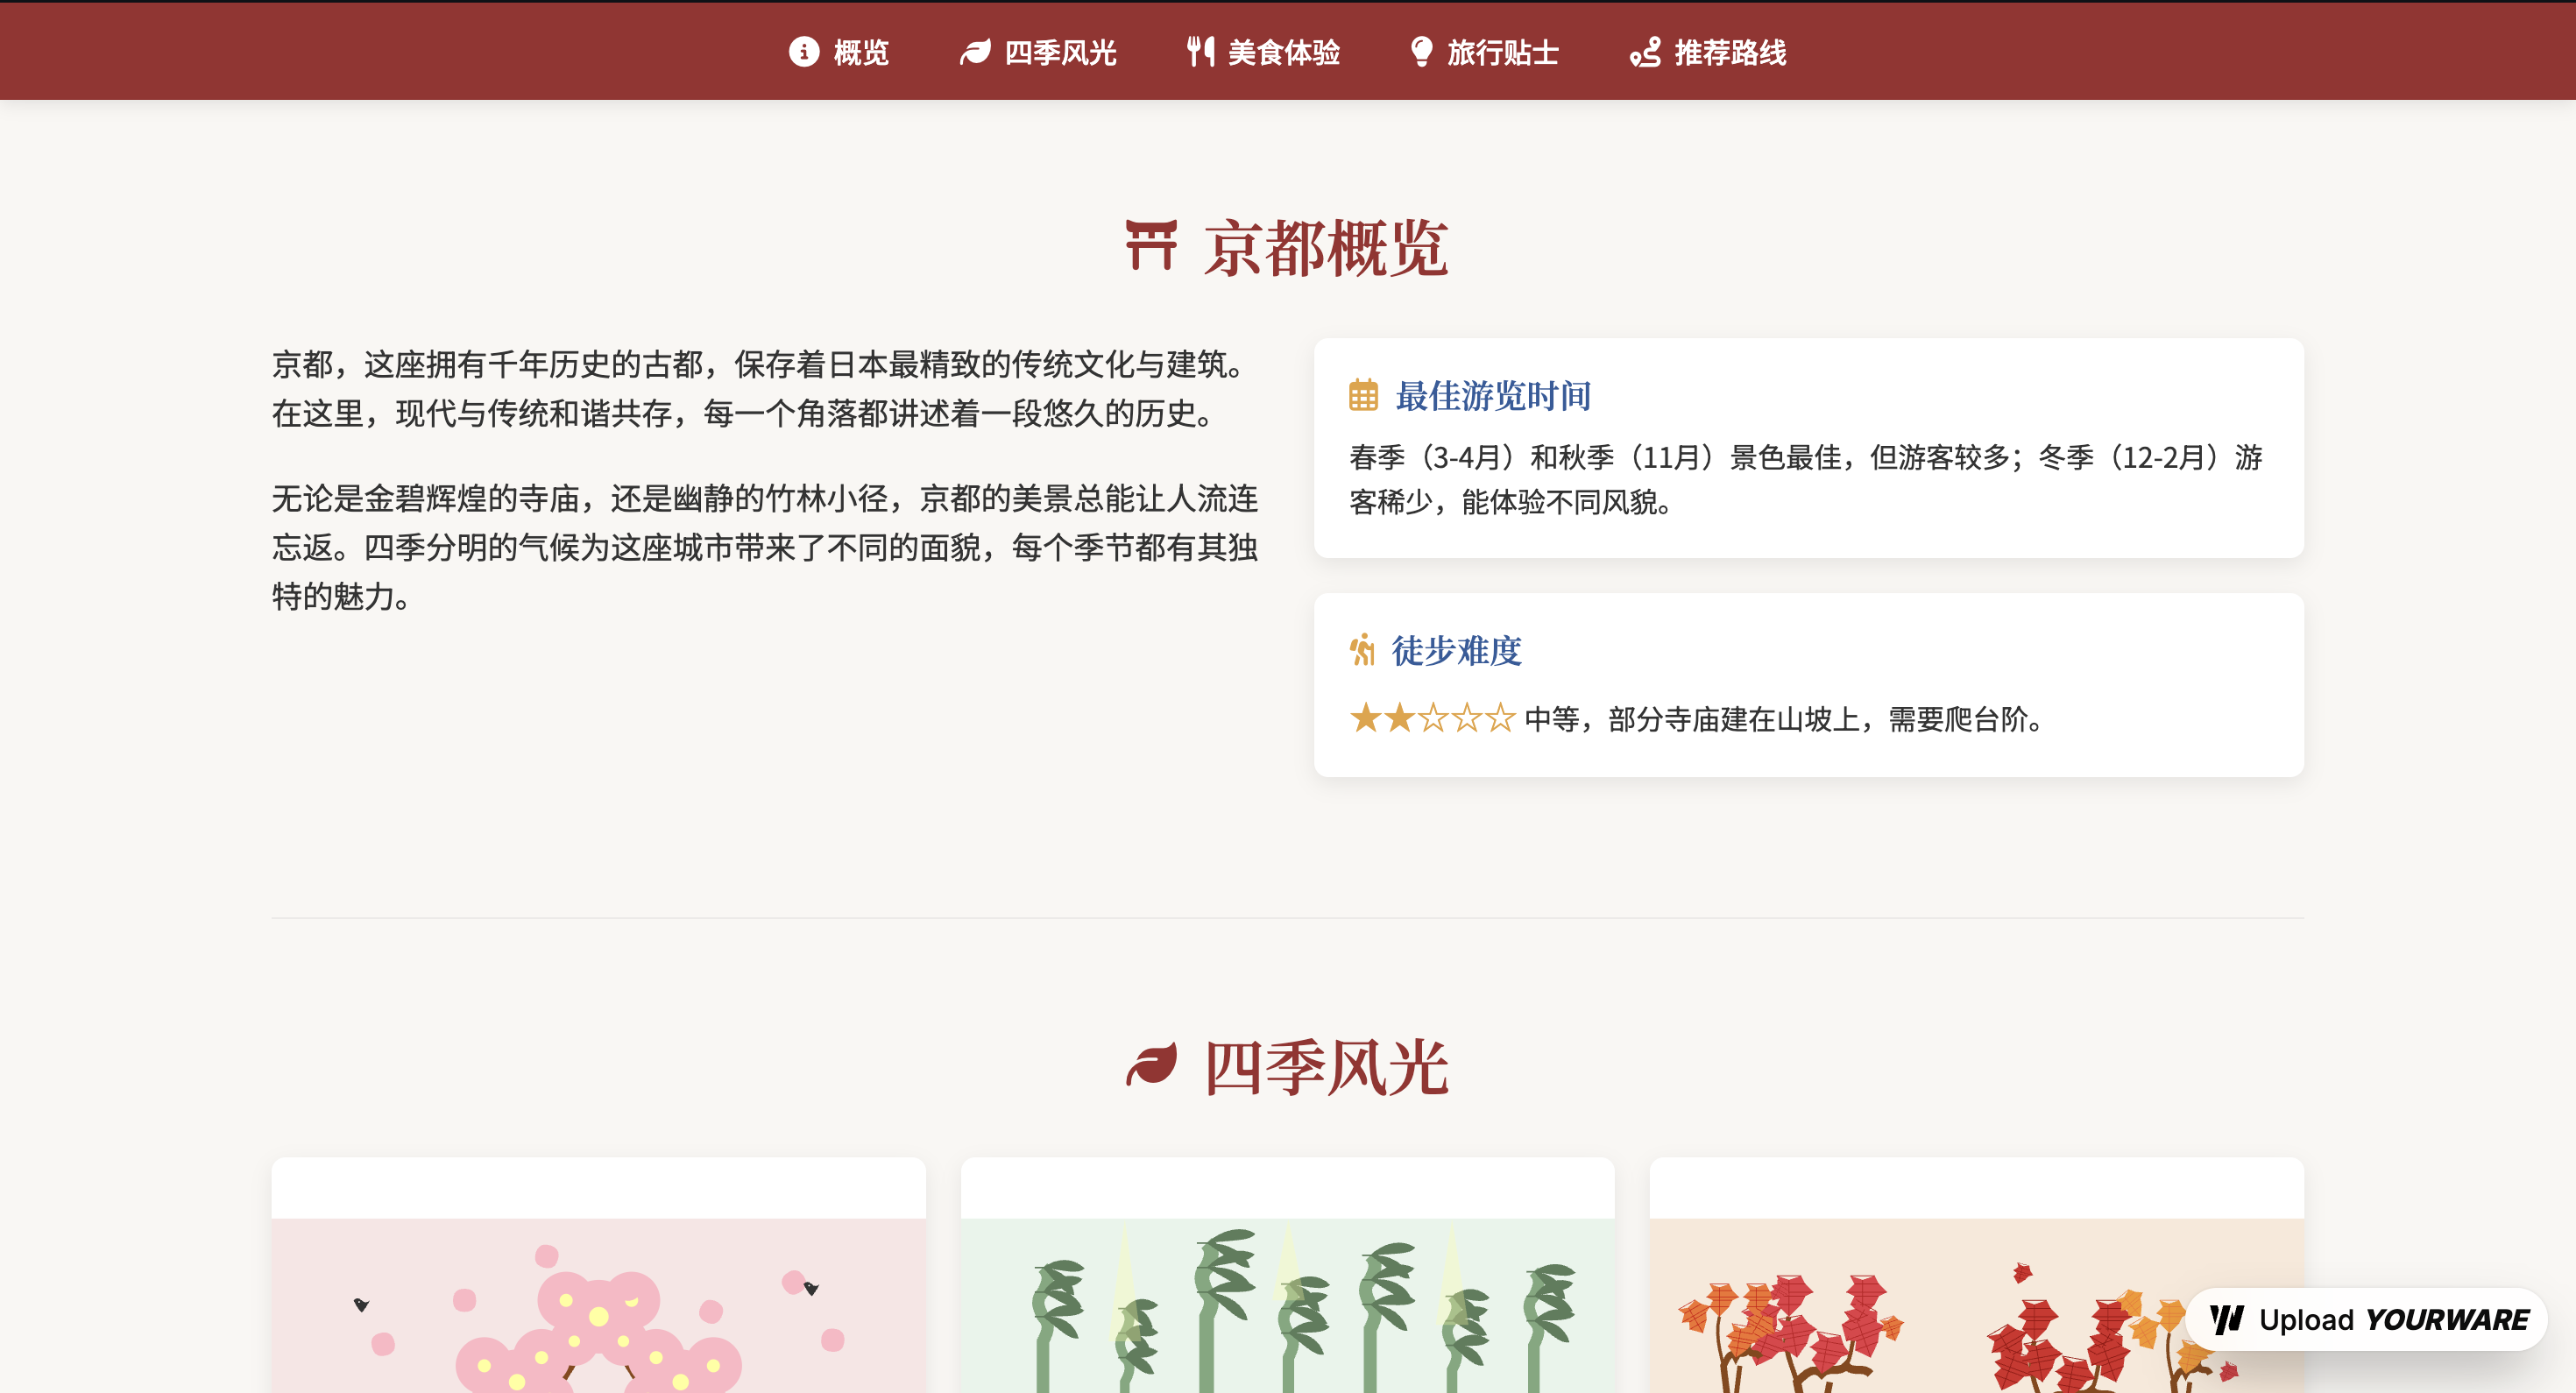 概览 四季风光 美食体验 旅行贴士 推荐路线
京都概览
京都，这座拥有千年历史的古都，保存着日本最精致的传统文化与建筑。
在这里，现代与传统和谐共存，每一个角落都讲述着一段悠久的历史。
无论是金碧辉煌的寺庙，还是幽静的竹林小径，京都的美景总能让人流连
忘返。四季分明的气候为这座城市带来了不同的面貌，每个季节都有其独
特的魅力。
最佳游览时间
春季（3-4月）和秋季（11月）景色最佳，但游客较多；冬季（12-2月）游
客稀少，能体验不同风貌。
徒步难度
★★☆☆☆ 中等，部分寺庙建在山坡上，需要爬台阶。
四季风光
Upload YOURWARE